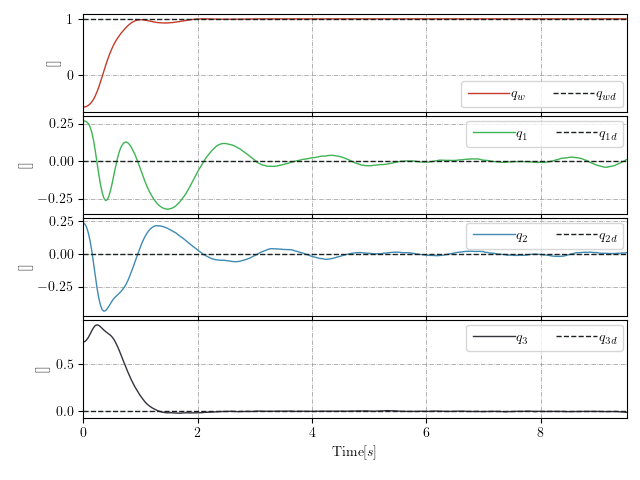 1
0
[]
q_w q_{wd}
0.25
0.00
−0.25
[]
q_1 q_{1d}
0.25
0.00
−0.25
[]
q_2 q_{2d}
0.5
0.0
[]
q_3 q_{3d}
0 2 4 6 8
Time[s]